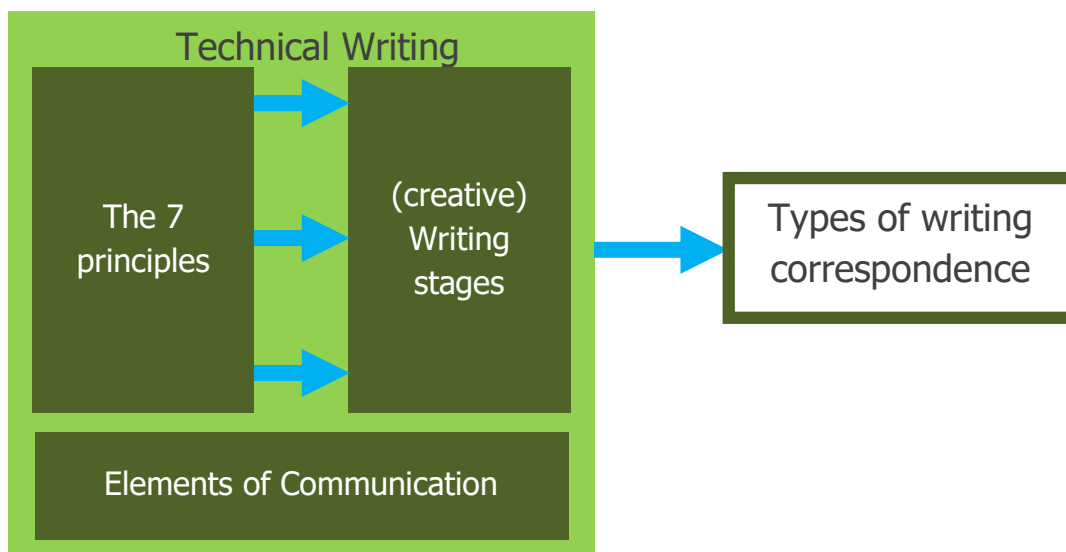 Technical Writing
The 7
principles
(creative)
Writing
stages
Types of writing
correspondence
Elements of Communication